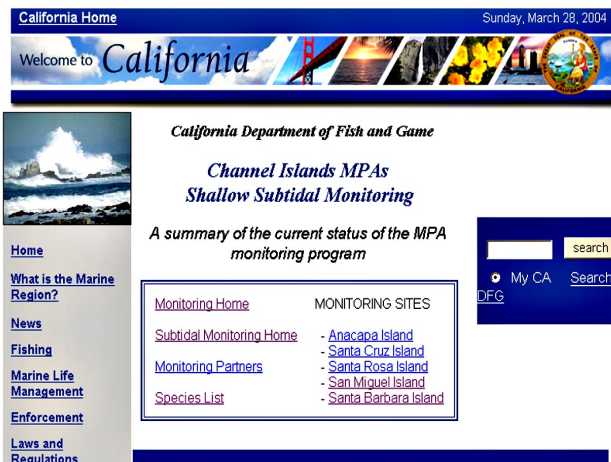 California Home
Sunday, March 28, 2004
Welcome to California
California Department of Fish and Game
Channel Islands MPAs
Shallow Subtidal Monitoring
A summary of the current status of the MPA
monitoring program
Home
What is the Marine
Region?
News
Fishing
Marine Life
Management
Enforcement
Laws and
Regulations
Monitoring Home
Subtidal Monitoring Home
Monitoring Partners
Species List
MONITORING SITES
- Anacapa Island
- Santa Cruz Island
- Santa Rosa Island
- San Miguel Island
- Santa Barbara Island
search
My CA Search
DFG